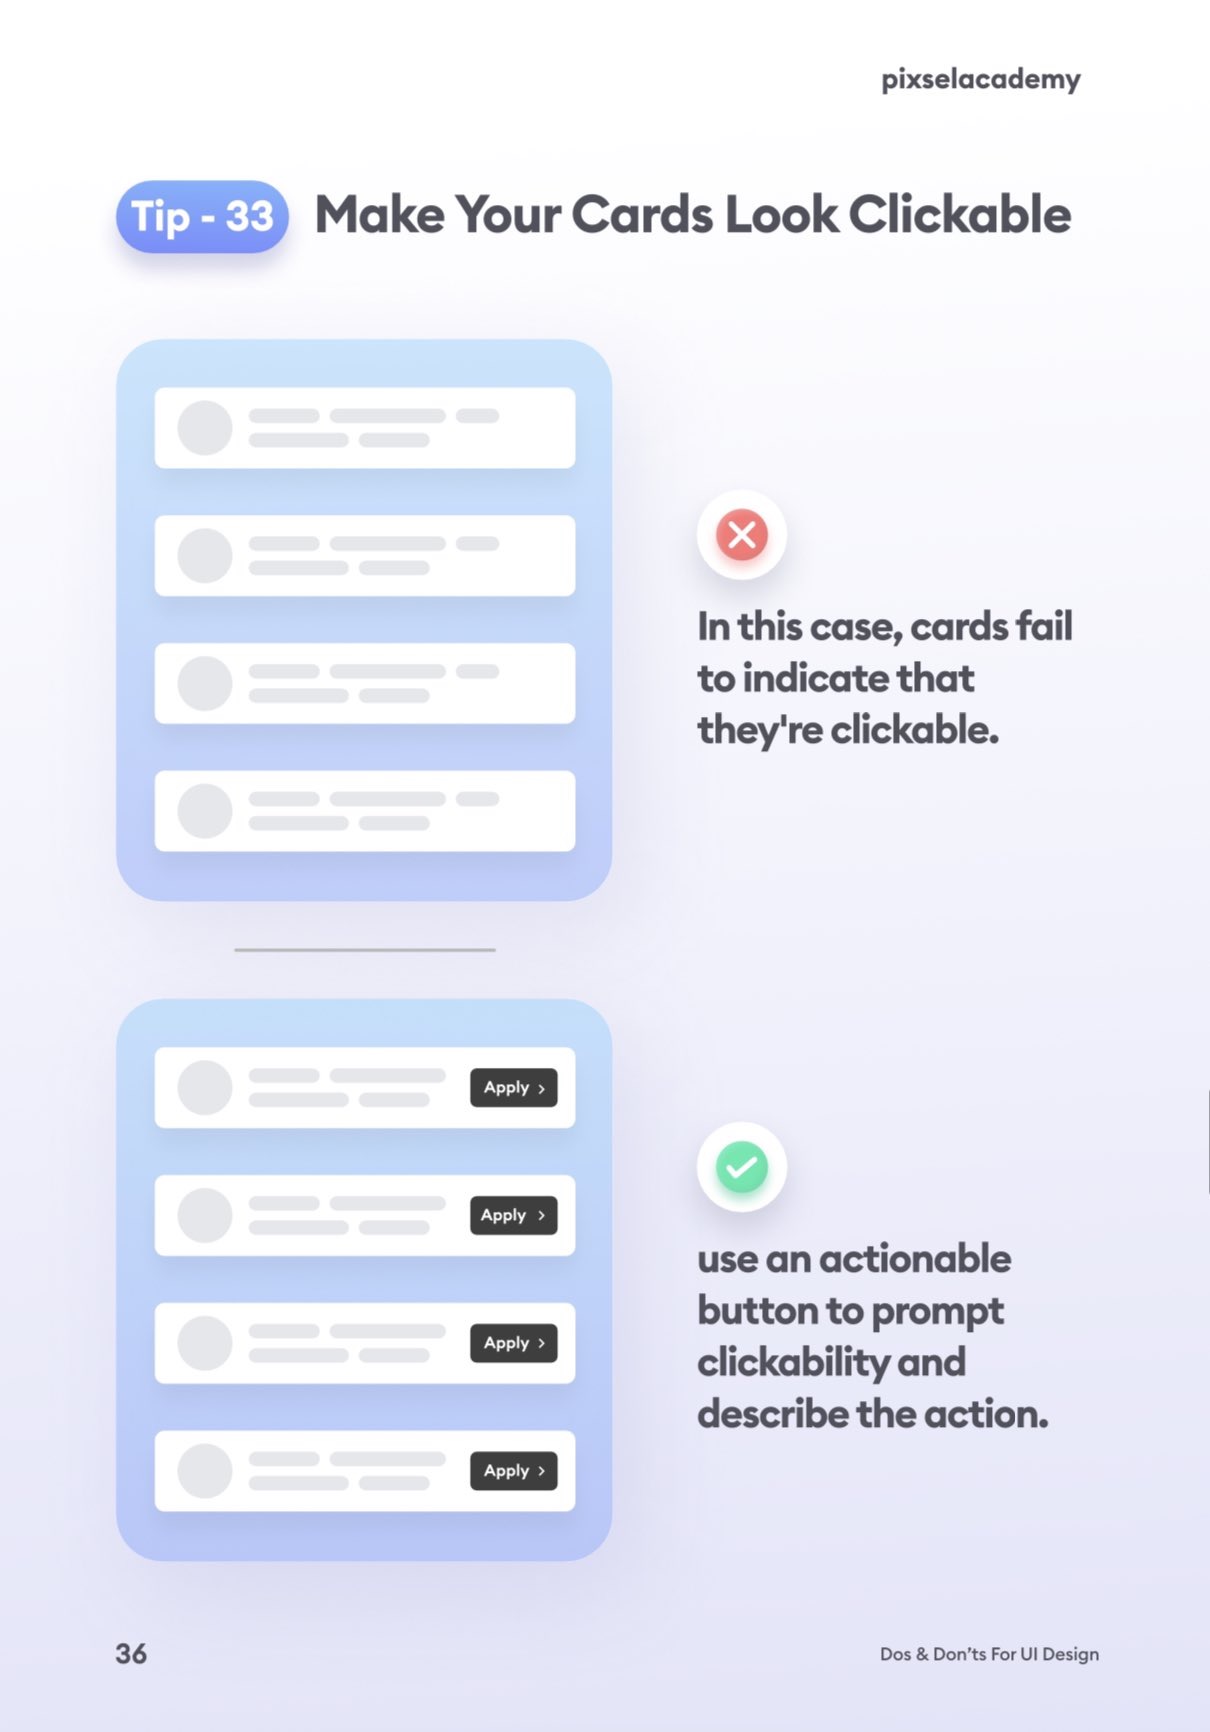 pixselacademy
Tip - 33
Make Your Cards Look Clickable
In this case, cards fail
to indicate that
they're clickable.
Apply
Apply
Apply
Apply
use an actionable
button to prompt
clickability and
describe the action.
36
Dos & Don’ts For UI Design